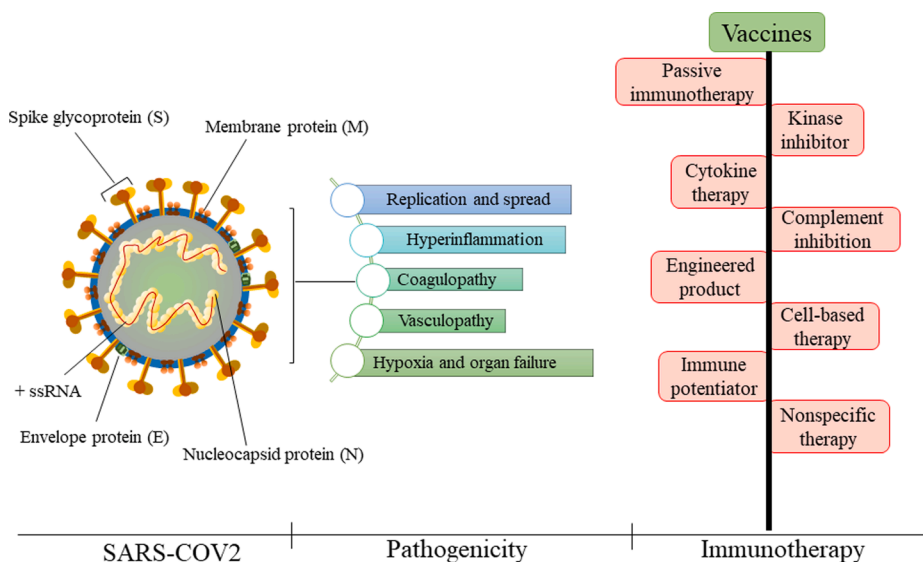 Spike glycoprotein (S)
Membrane protein (M)
+ ssRNA
Envelope protein (E)
Nucleocapsid protein (N)
SARS-COV2
Replication and spread
Hyperinflammation
Coagulopathy
Vasculopathy
Hypoxia and organ failure
Pathogenicity
Vaccines
Passive
immunotherapy
Kinase
inhibitor
Cytokine
therapy
Complement
inhibition
Engineered
product
Cell-based
therapy
Immune
potentiator
Nonspecific
therapy
Immunotherapy